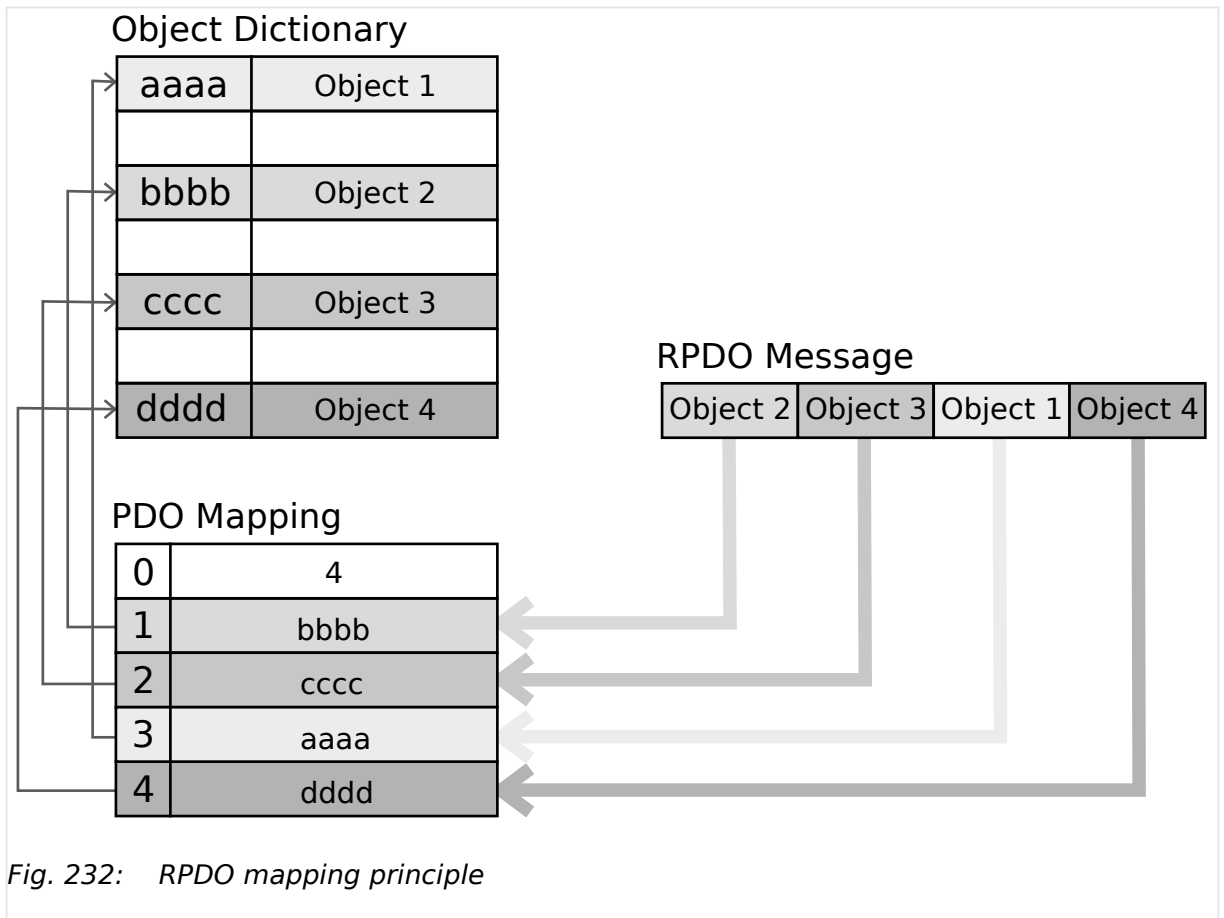 Object Dictionary
aaaa Object 1
bbbb Object 2
cccc Object 3
dddd Object 4
RPDO Message
Object 2 Object 3 Object 1 Object 4
PDO Mapping
0 4
1 bbbb
2 cccc
3 aaaa
4 dddd
Fig. 232: RPDO mapping principle